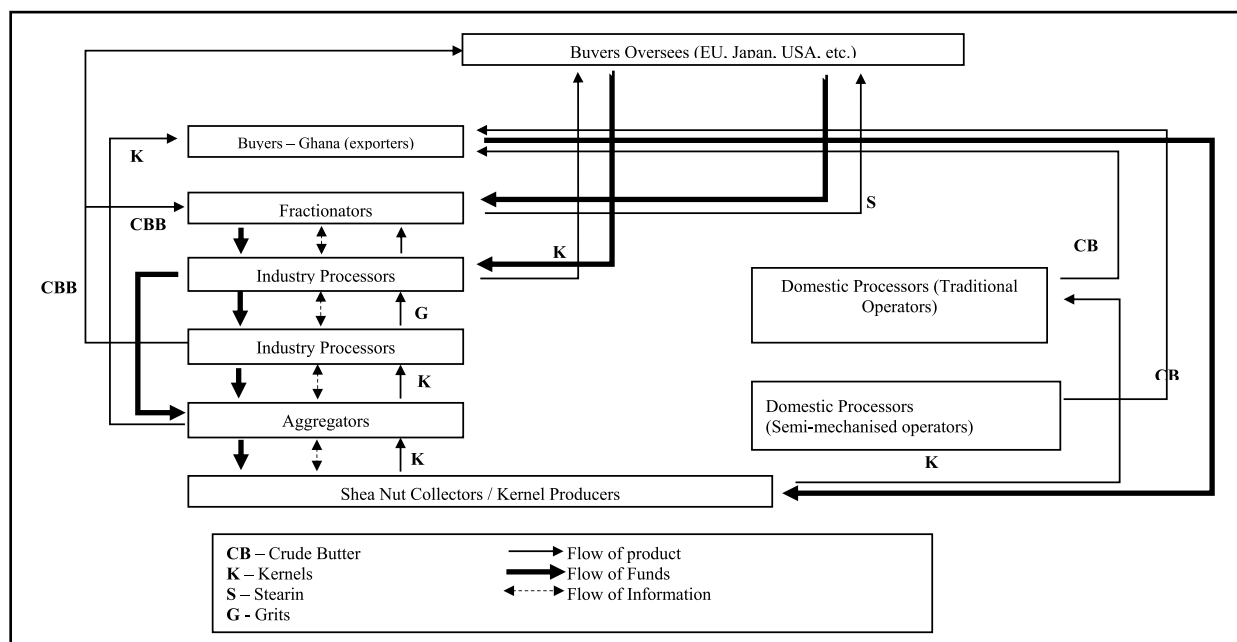 Buyers Oversees (EU, Japan, USA, etc.)
Buyers – Ghana (exporters)
K
Fractionators
CBB
S
K
CB
Industry Processors
CBB
Domestic Processors (Traditional
Operators)
G
Industry Processors
K
CB
Domestic Processors
(Semi-mechanised operators)
Aggregators
K
K
Shea Nut Collectors / Kernel Producers
CB – Crude Butter
K – Kernels
S – Stearin
G - Grits
Flow of product
Flow of Funds
Flow of Information